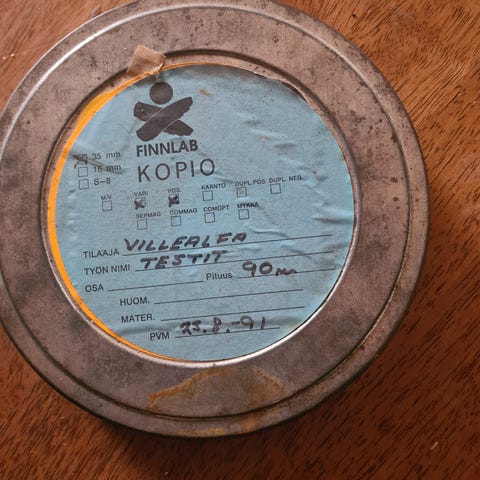 FINNLAB
KOPIO
35 mm
16 mm
S-8
M/V VÄRI POS. KÄÄNTÖ DUPL.POS. DUPL. NEG.
SEPMAG COMMAG COMOPT MYKKÄ
TILAAJA VILLEALFA
TYÖN NIMI TESTIT
OSA Pituus 90 m
HUOM.
MATER.
PVM 23.8.-91